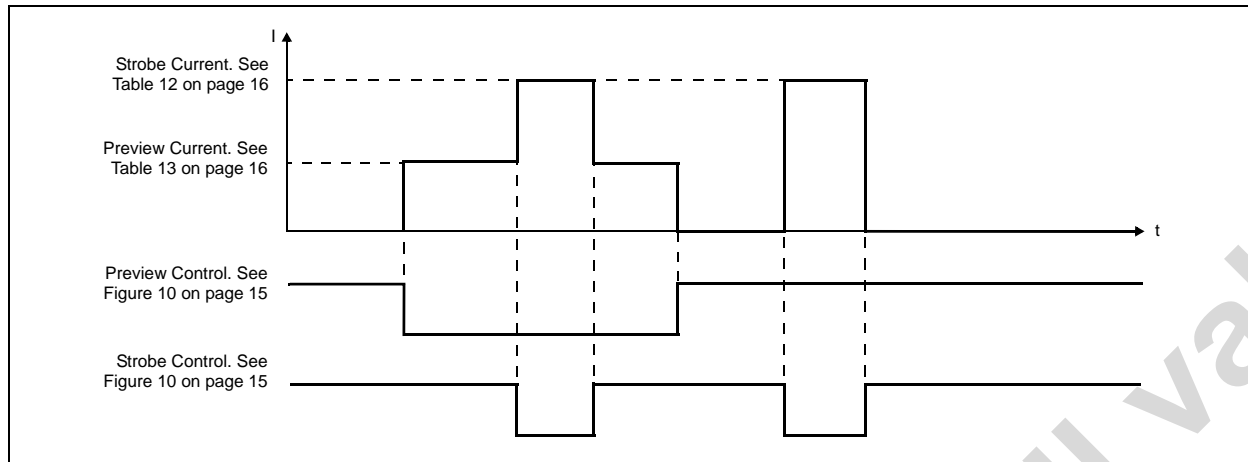 I
Strobe Current. See
Table 12 on page 16
Preview Current. See
Table 13 on page 16
t
Preview Control. See
Figure 10 on page 15
Strobe Control. See
Figure 10 on page 15